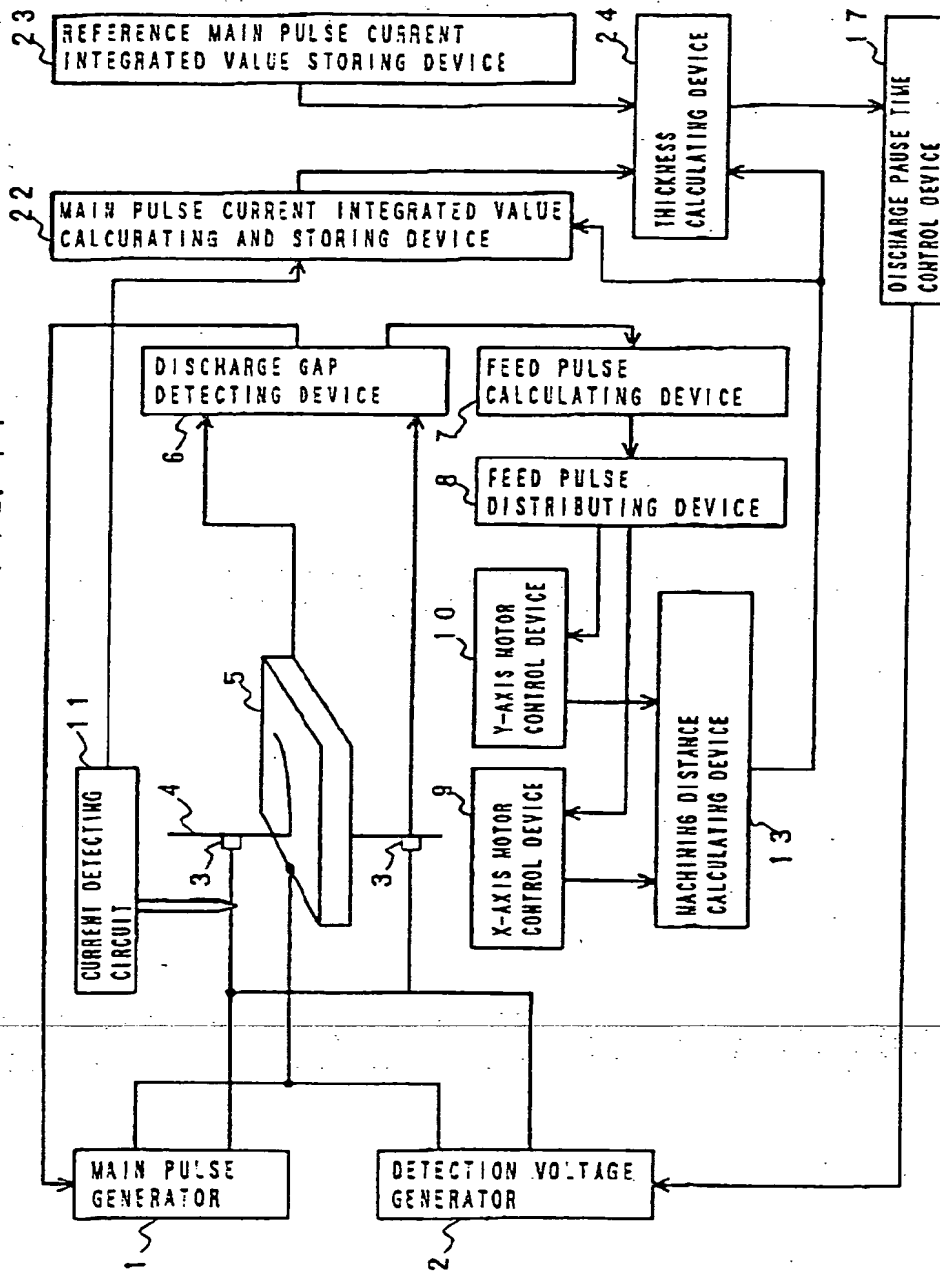 23
REFERENCE MAIN PULSE CURRENT
INTEGRATED VALUE STORING DEVICE
22
MAIN PULSE CURRENT INTEGRATED VALUE
CALCURATING AND STORING DEVICE
24
THICKNESS
CALCULATING DEVICE
17
DISCHARGE PAUSE TIME
CONTROL DEVICE
11
CURRENT DETECTING
CIRCUIT
DISCHARGE GAP
DETECTING DEVICE
6
FEED PULSE
CALCULATING DEVICE
7
8
FEED PULSE
DISTRIBUTING DEVICE
4
5
3
3
10
Y-AXIS MOTOR
CONTROL DEVICE
9
X-AXIS MOTOR
CONTROL DEVICE
MACHINING DISTANCE
CALCULATING DEVICE
13
MAIN PULSE
GENERATOR
1
DETECTION VOLTAGE
GENERATOR
2